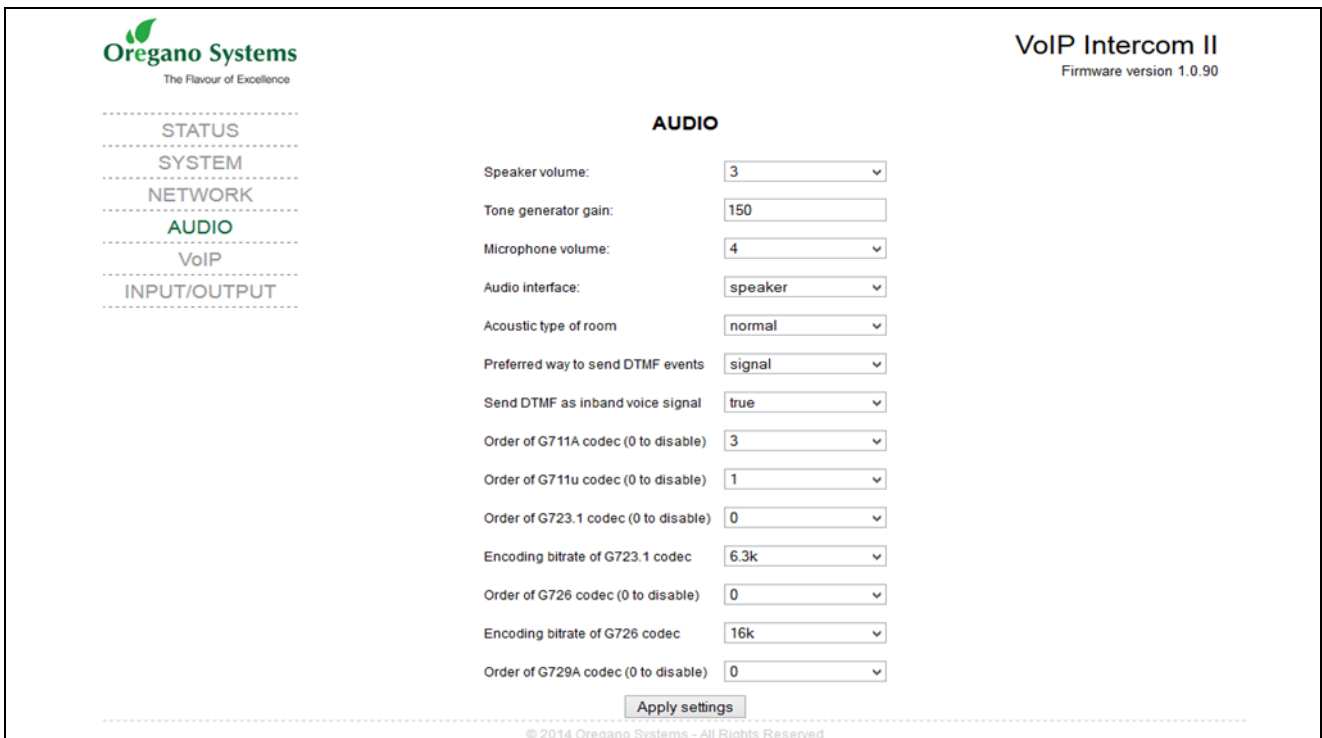 Oregano Systems
The Flavour of Excellence
VoIP Intercom II
Firmware version 1.0.90
STATUS
SYSTEM
NETWORK
AUDIO
VoIP
INPUT/OUTPUT
AUDIO
Speaker volume: 3
Tone generator gain: 150
Microphone volume: 4
Audio interface: speaker
Acoustic type of room normal
Preferred way to send DTMF events signal
Send DTMF as inband voice signal true
Order of G711A codec (0 to disable) 3
Order of G711u codec (0 to disable) 1
Order of G723.1 codec (0 to disable) 0
Encoding bitrate of G723.1 codec 6.3k
Order of G726 codec (0 to disable) 0
Encoding bitrate of G726 codec 16k
Order of G729A codec (0 to disable) 0
Apply settings
© 2014 Oregano Systems - All Rights Reserved